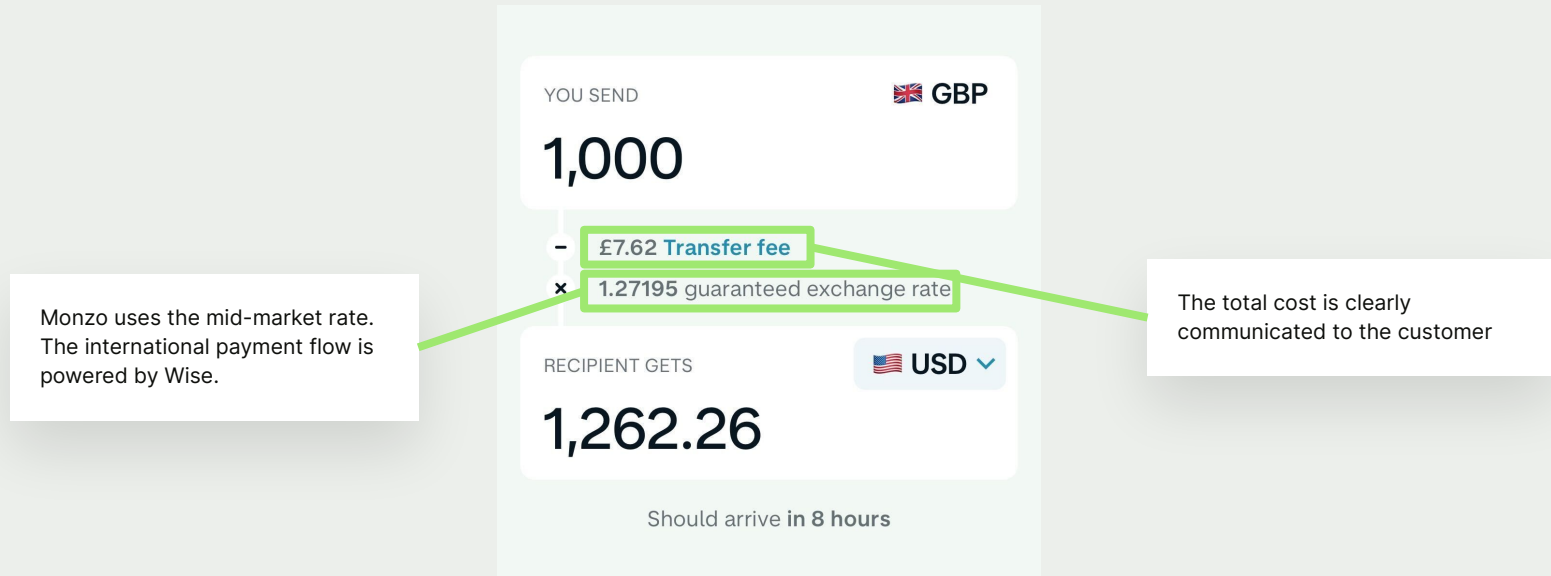 YOU SEND
GBP
1,000
− £7.62 Transfer fee
× 1.27195 guaranteed exchange rate
RECIPIENT GETS
USD
1,262.26
Should arrive in 8 hours
Monzo uses the mid-market rate.
The international payment flow is
powered by Wise.
The total cost is clearly
communicated to the customer